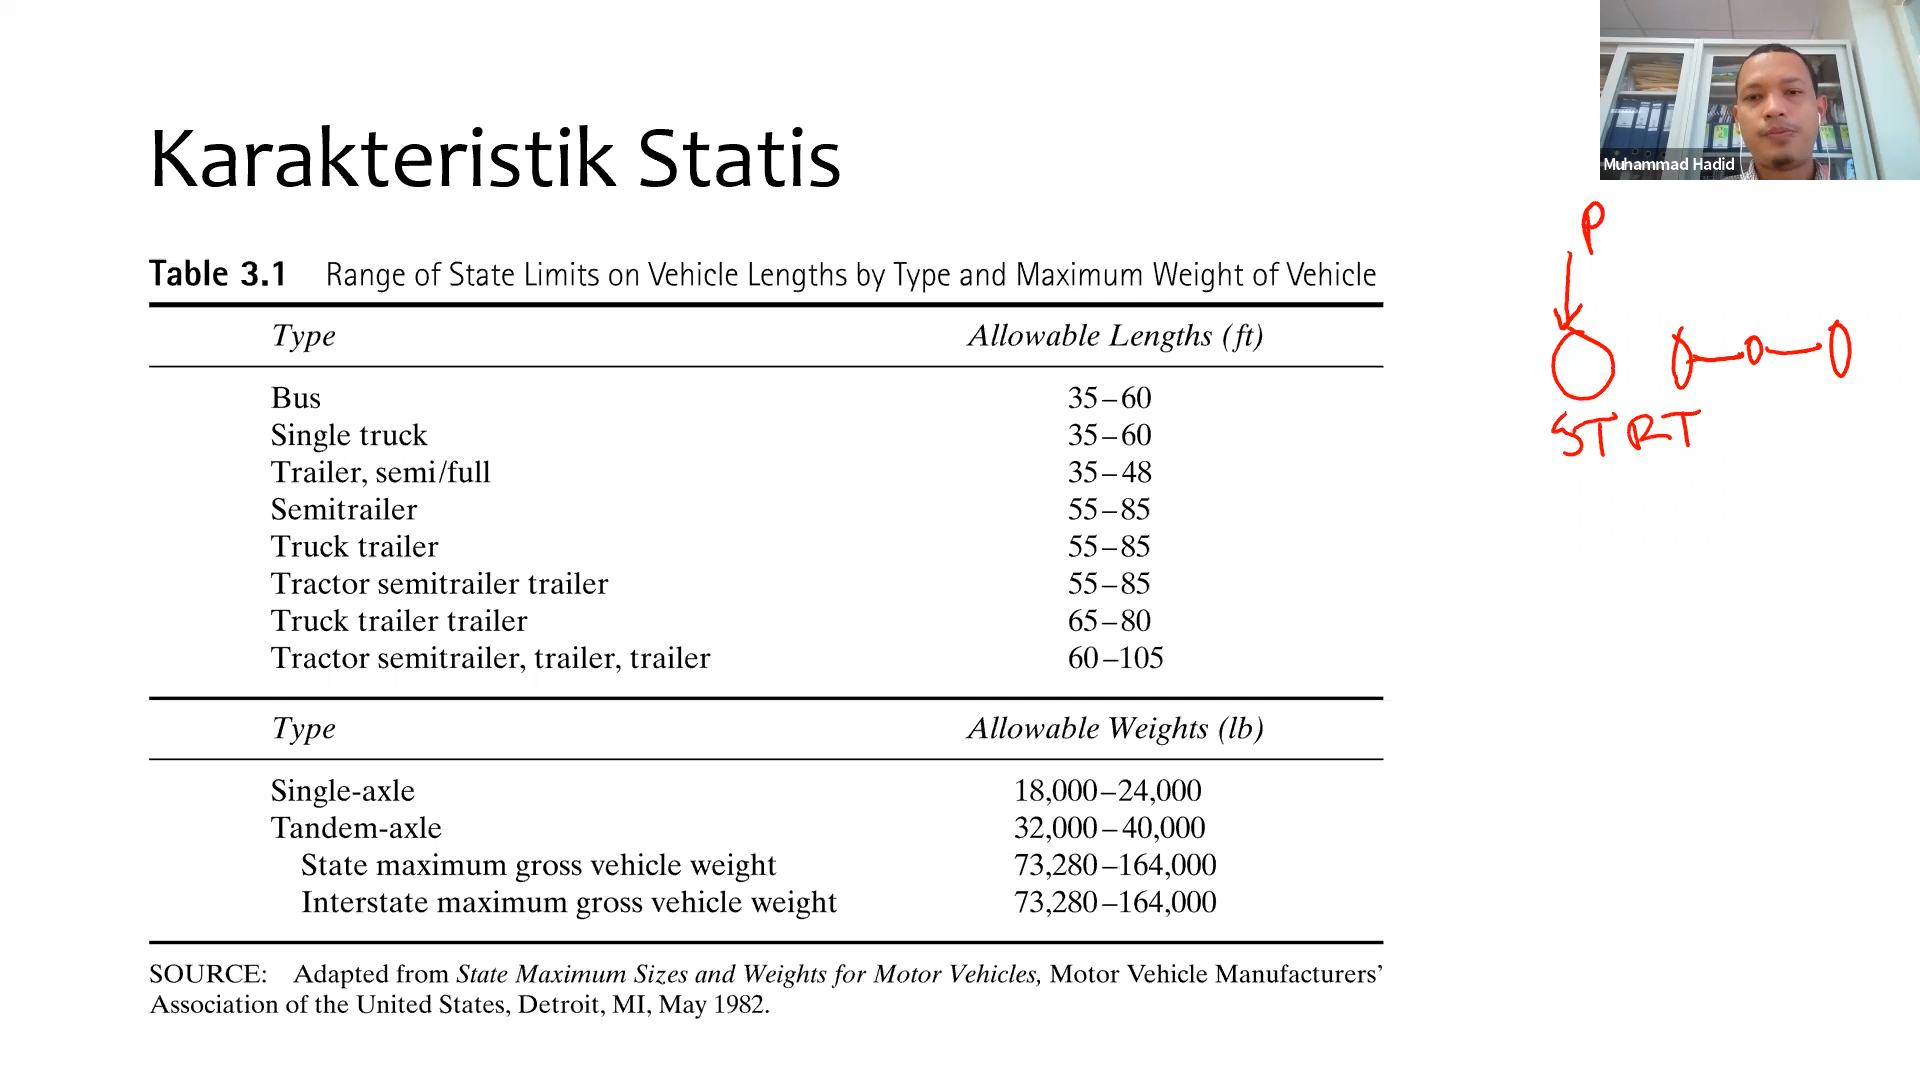 Karakteristik Statis
Muhammad Hadid
P
STRT
Table 3.1 Range of State Limits on Vehicle Lengths by Type and Maximum Weight of Vehicle
Type Allowable Lengths (ft)
Bus 35–60
Single truck 35–60
Trailer, semi/full 35–48
Semitrailer 55–85
Truck trailer 55–85
Tractor semitrailer trailer 55–85
Truck trailer trailer 65–80
Tractor semitrailer, trailer, trailer 60–105
Type Allowable Weights (lb)
Single-axle 18,000–24,000
Tandem-axle 32,000–40,000
State maximum gross vehicle weight 73,280–164,000
Interstate maximum gross vehicle weight 73,280–164,000
SOURCE: Adapted from State Maximum Sizes and Weights for Motor Vehicles, Motor Vehicle Manufacturers’
Association of the United States, Detroit, MI, May 1982.